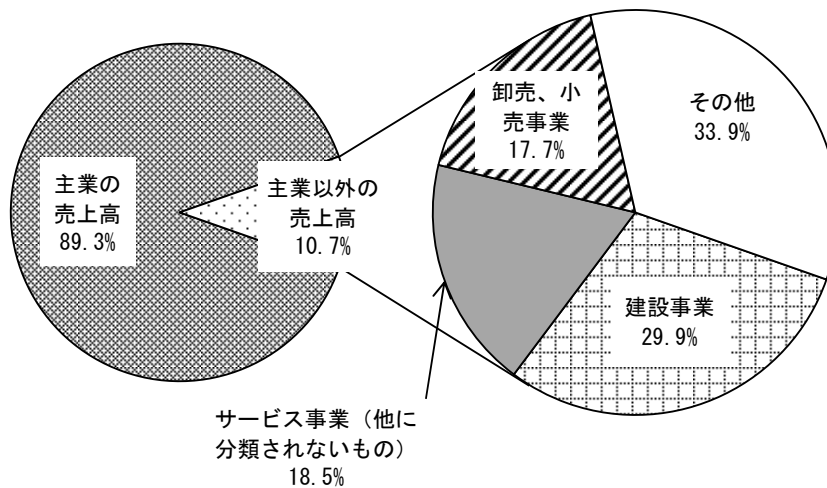 主業の
売上高
89.3%
主業以外の
売上高
10.7%
卸売、小
売事業
17.7%
その他
33.9%
建設事業
29.9%
サービス事業（他に
分類されないもの）
18.5%